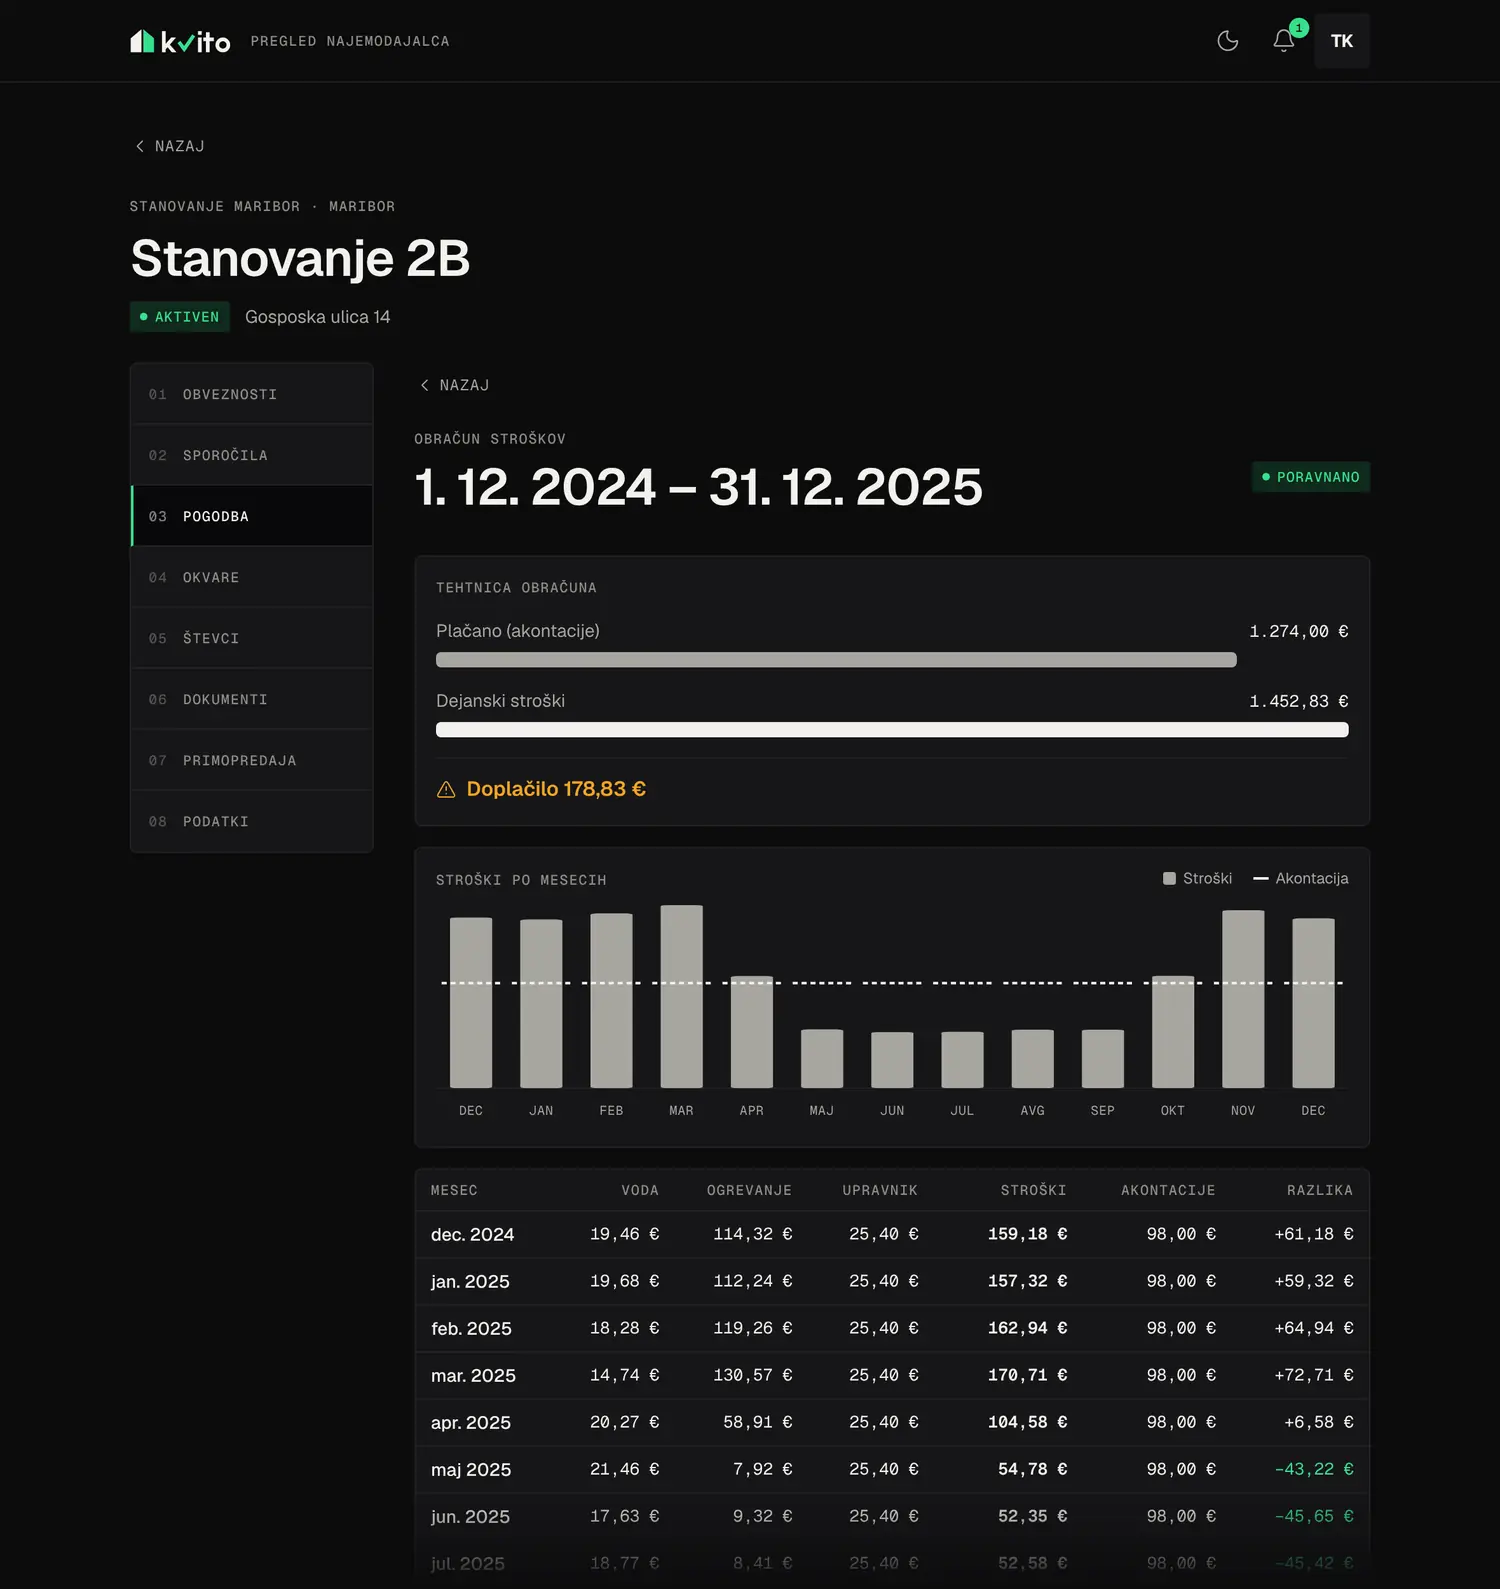 kvito PREGLED NAJEMODAJALCA 1 TK
NAZAJ
STANOVANJE MARIBOR · MARIBOR
Stanovanje 2B
AKTIVEN Gosposka ulica 14
01 OBVEZNOSTI
02 SPOROČILA
03 POGODBA
04 OKVARE
05 ŠTEVCI
06 DOKUMENTI
07 PRIMOPREDAJA
08 PODATKI
NAZAJ
OBRAČUN STROŠKOV
1. 12. 2024 – 31. 12. 2025
PORAVNANO
TEHTNICA OBRAČUNA
Plačano (akontacije) 1.274,00 €
Dejanski stroški 1.452,83 €
Doplačilo 178,83 €
STROŠKI PO MESECIH Stroški Akontacija
DEC JAN FEB MAR APR MAJ JUN JUL AVG SEP OKT NOV DEC
MESEC VODA OGREVANJE UPRAVNIK STROŠKI AKONTACIJE RAZLIKA
dec. 2024 19,46 € 114,32 € 25,40 € 159,18 € 98,00 € +61,18 €
jan. 2025 19,68 € 112,24 € 25,40 € 157,32 € 98,00 € +59,32 €
feb. 2025 18,28 € 119,26 € 25,40 € 162,94 € 98,00 € +64,94 €
mar. 2025 14,74 € 130,57 € 25,40 € 170,71 € 98,00 € +72,71 €
apr. 2025 20,27 € 58,91 € 25,40 € 104,58 € 98,00 € +6,58 €
maj 2025 21,46 € 7,92 € 25,40 € 54,78 € 98,00 € −43,22 €
jun. 2025 17,63 € 9,32 € 25,40 € 52,35 € 98,00 € −45,65 €
jul. 2025 18,77 € 8,41 € 25,40 € 52,58 € 98,00 € −45,42 €